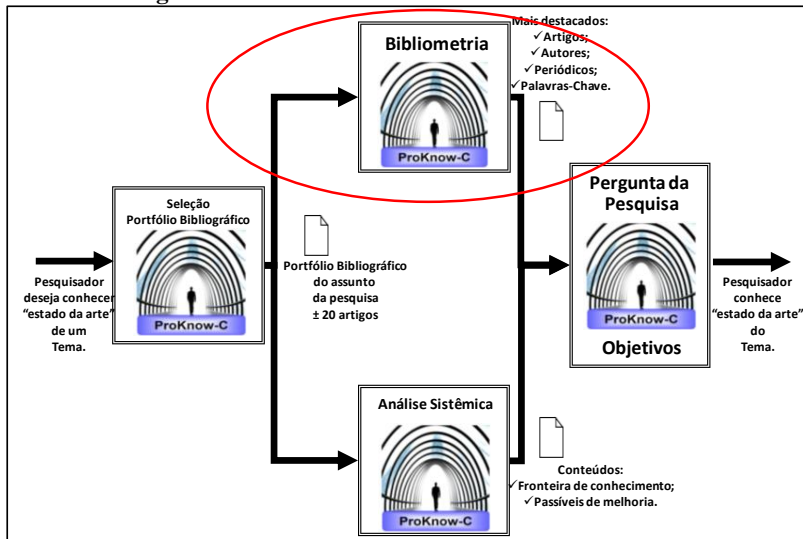 Bibliometria
ProKnow-C
Mais destacados:
✓Artigos;
✓Autores;
✓Periódicos;
✓Palavras-Chave.
Seleção
Portfólio Bibliográfico
ProKnow-C
Pesquisador
deseja conhecer
“estado da arte”
de um
Tema.
Portfólio Bibliográfico
do assunto
da pesquisa
± 20 artigos
Pergunta da
Pesquisa
ProKnow-C
Objetivos
Pesquisador
conhece
“estado da arte”
do
Tema.
Análise Sistêmica
ProKnow-C
Conteúdos:
✓Fronteira de conhecimento;
✓Passíveis de melhoria.